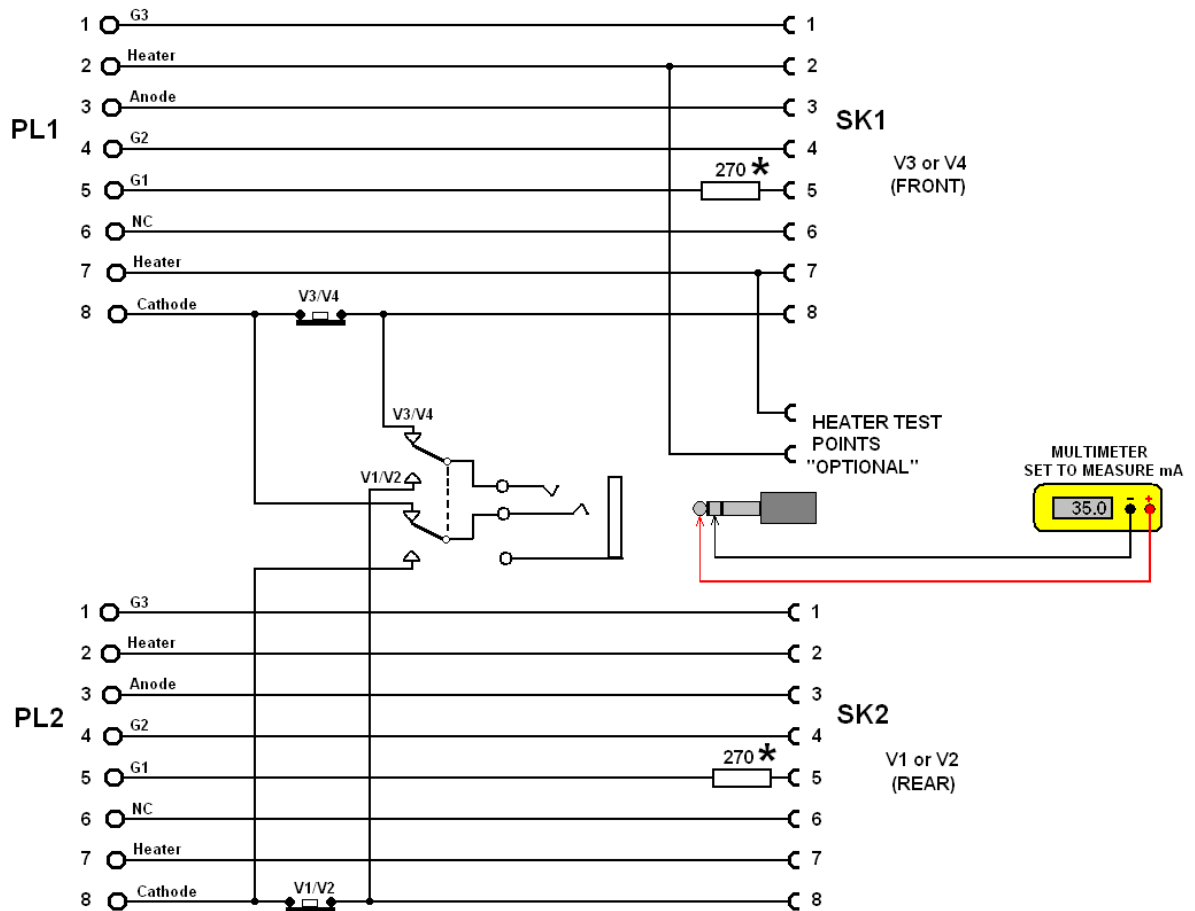 G3
1 1
Heater
2 2
Anode
3 3
PL1
SK1
G2
4 4
270 *
V3 or V4
(FRONT)
G1
5 5
NC
6 6
Heater
7 7
V3/V4
Cathode
8 8
V3/V4
HEATER TEST
POINTS
"OPTIONAL"
V1/V2
MULTIMETER
SET TO MEASURE mA
35.0 - +
G3
1 1
Heater
2 2
Anode
3 3
PL2
SK2
G2
4 4
270 *
V1 or V2
(REAR)
G1
5 5
NC
6 6
Heater
7 7
V1/V2
Cathode
8 8